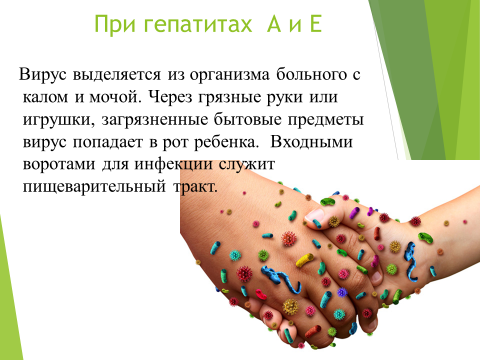 При гепатитах А и Е
Вирус выделяется из организма больного с
калом и мочой. Через грязные руки или
игрушки, загрязненные бытовые предметы
вирус попадает в рот ребенка. Входными
воротами для инфекции служит
пищеварительный тракт.